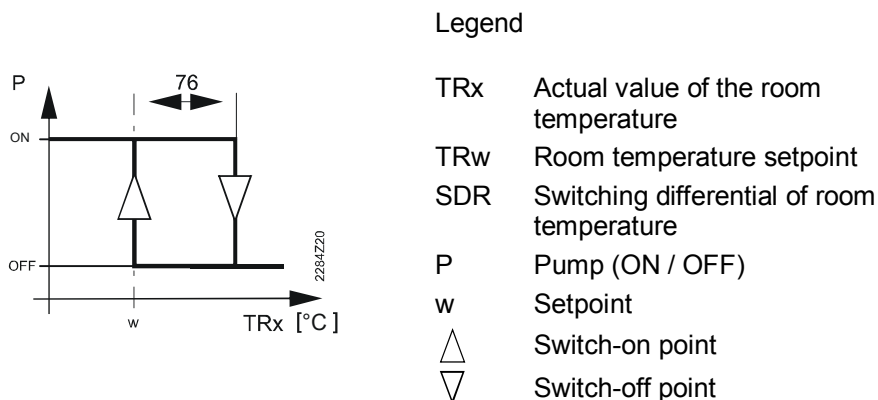 P
76
ON
OFF
2284Z20
w
TRx [°C]
Legend
TRx Actual value of the room
temperature
TRw Room temperature setpoint
SDR Switching differential of room
temperature
P Pump (ON / OFF)
w Setpoint
△ Switch-on point
▽ Switch-off point